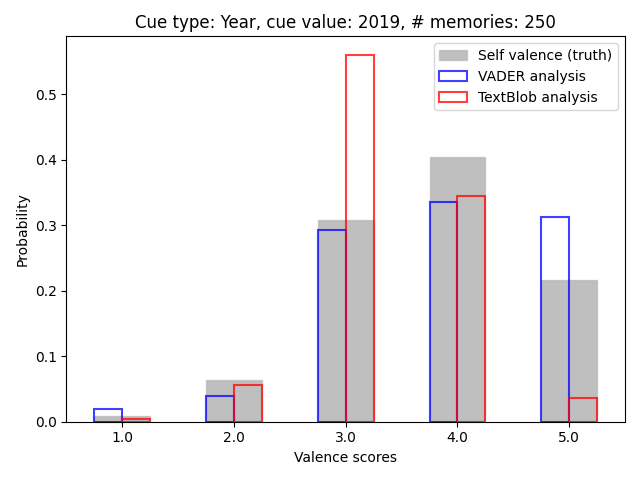 Cue type: Year, cue value: 2019, # memories: 250
Self valence (truth)
VADER analysis
TextBlob analysis
Probability
0.5
0.4
0.3
0.2
0.1
0.0
1.0 2.0 3.0 4.0 5.0
Valence scores